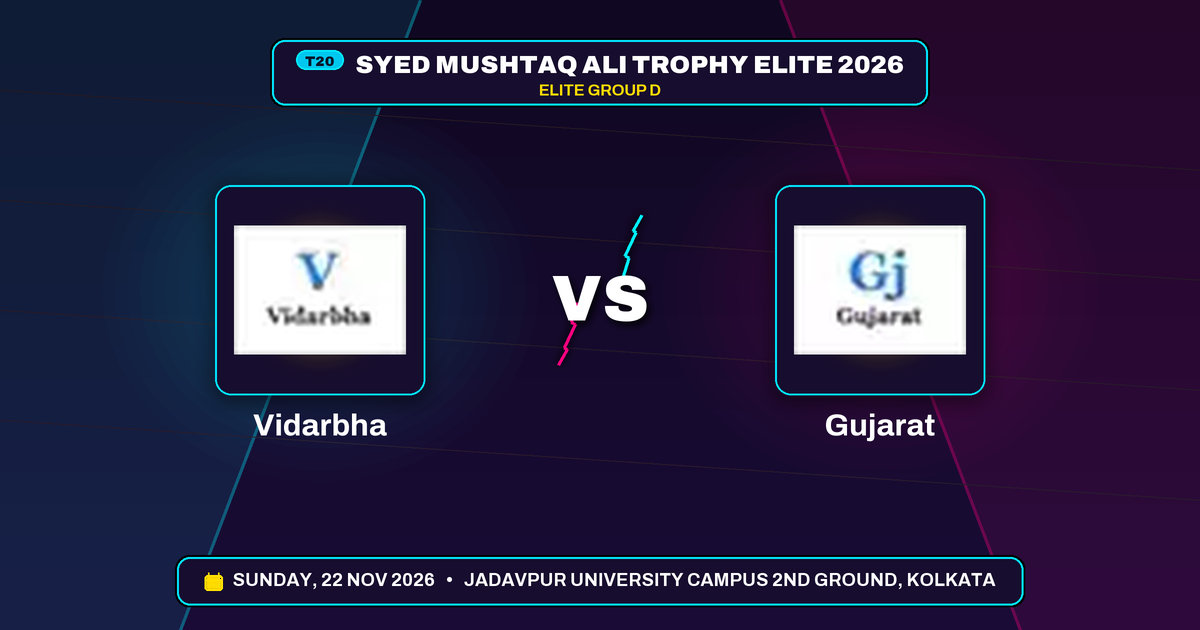 T20 SYED MUSHTAQ ALI TROPHY ELITE 2026
ELITE GROUP D
V
Vidarbha
VS
Gj
Gujarat
Vidarbha
Gujarat
SUNDAY, 22 NOV 2026 • JADAVPUR UNIVERSITY CAMPUS 2ND GROUND, KOLKATA